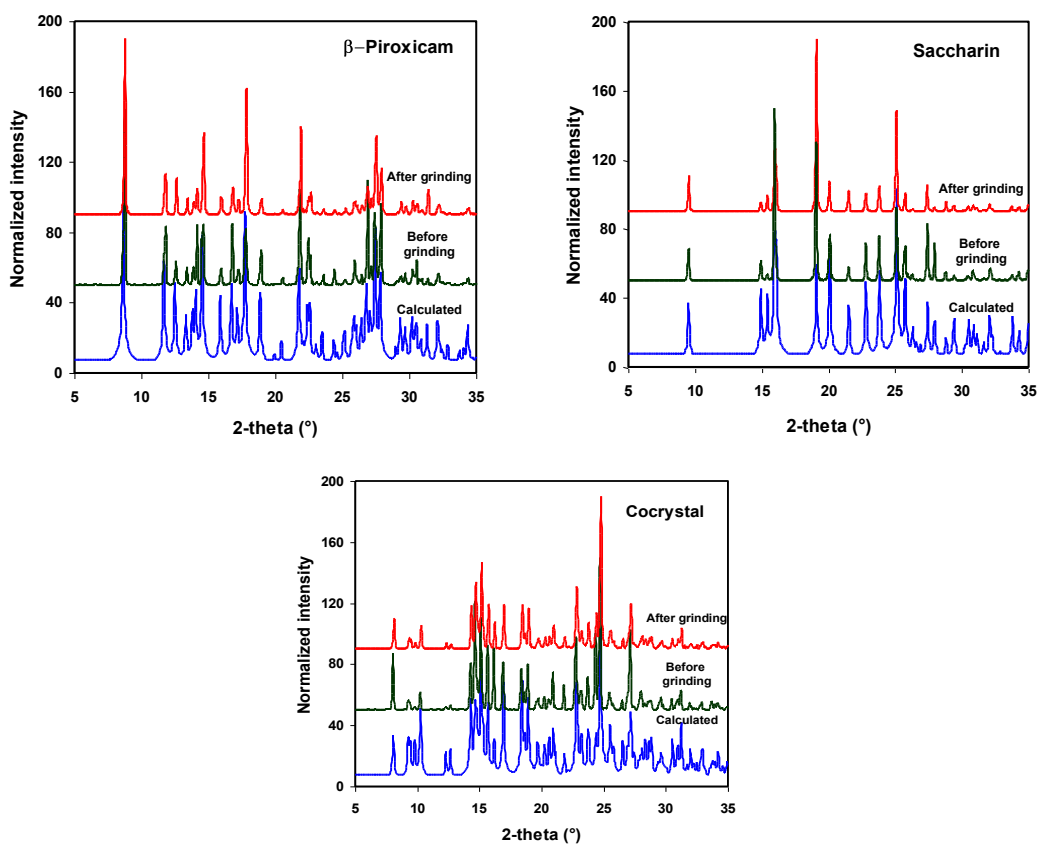 β–Piroxicam
Normalized intensity
200
160
120
80
40
0
After grinding
Before
grinding
Calculated
5 10 15 20 25 30 35
2-theta (°)
Saccharin
Normalized intensity
200
160
120
80
40
0
After grinding
Before
grinding
Calculated
5 10 15 20 25 30 35
2-theta (°)
Cocrystal
Normalized intensity
200
160
120
80
40
0
After grinding
Before
grinding
Calculated
5 10 15 20 25 30 35
2-theta (°)